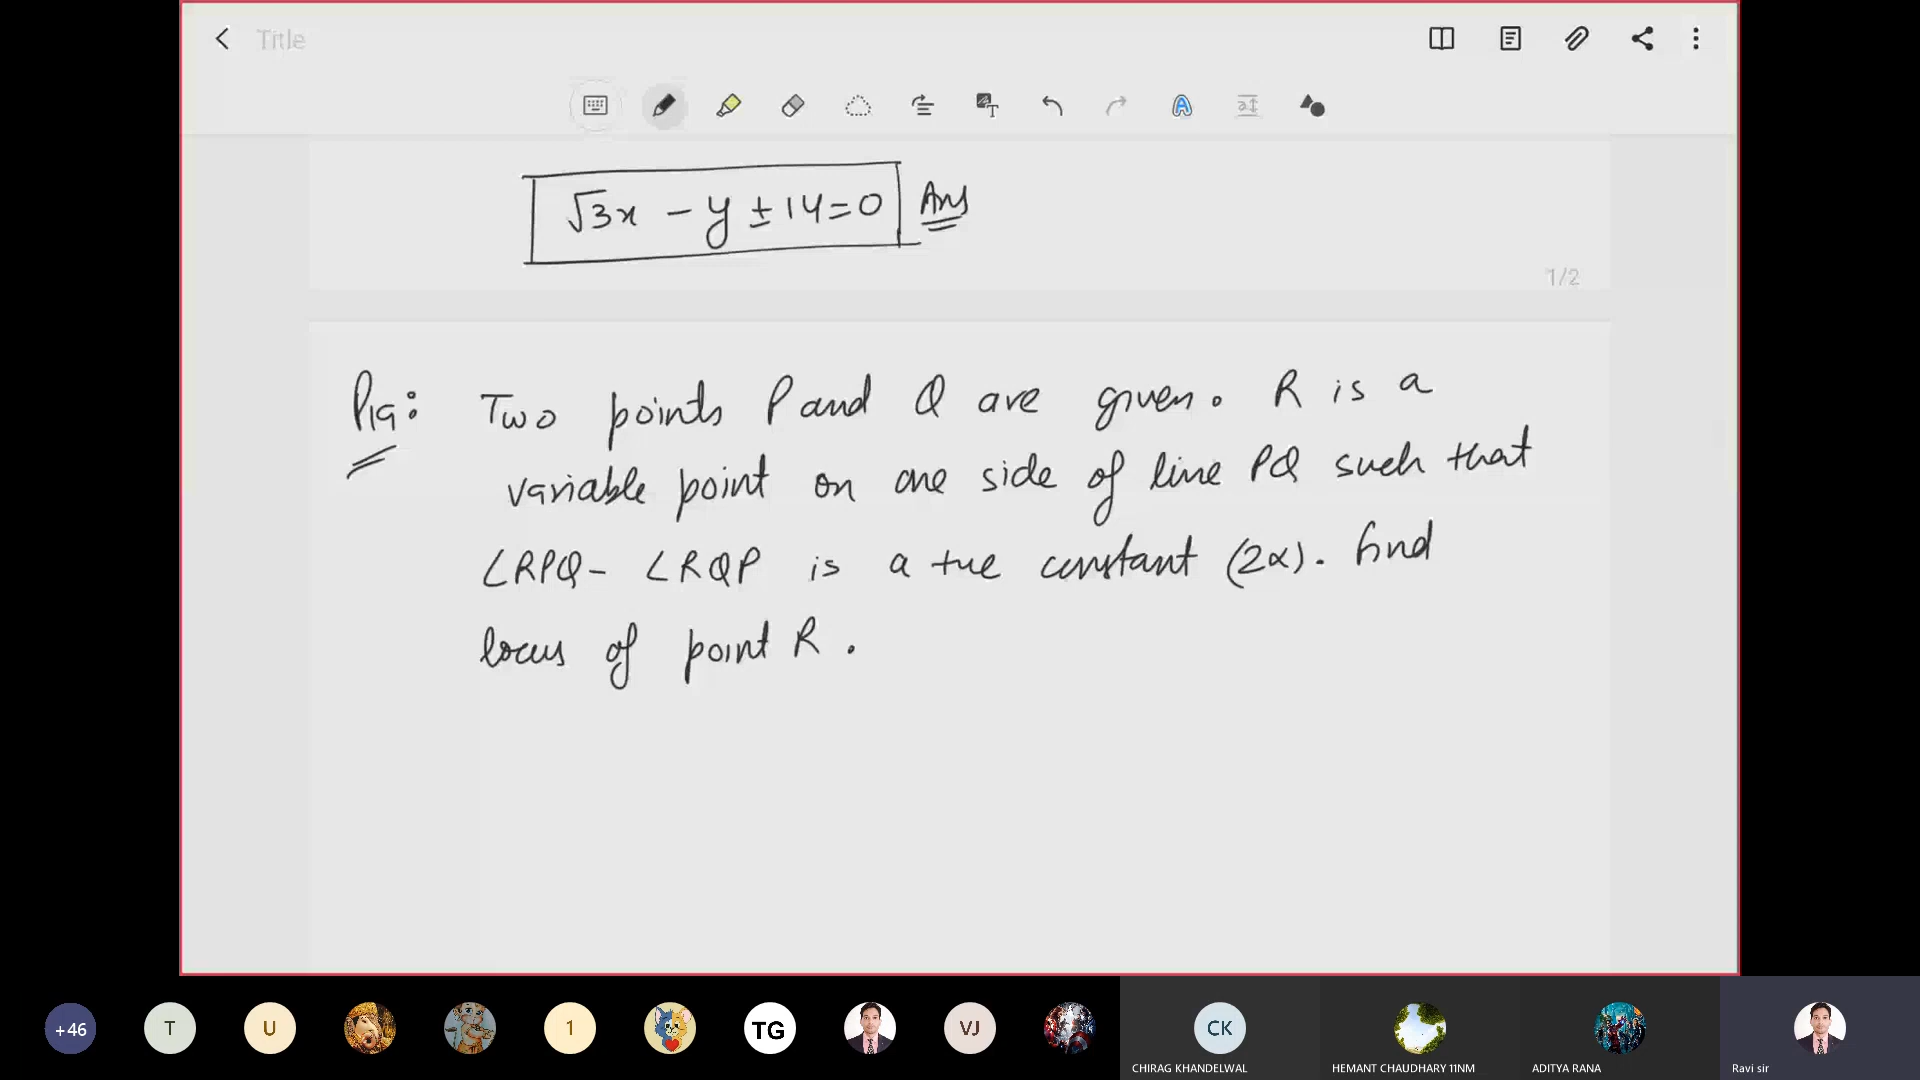 Title
√3x - y ± 14 = 0 Ans
1/2
Two points P and Q are given. R is a
variable point on one side of line PQ such that
∠RPQ - ∠RQP is a +ve constant (2α). find
locus of point R.
+46 T U 1 TG VJ CK
CHIRAG KHANDELWAL HEMANT CHAUDHARY 11NM ADITYA RANA Ravi sir